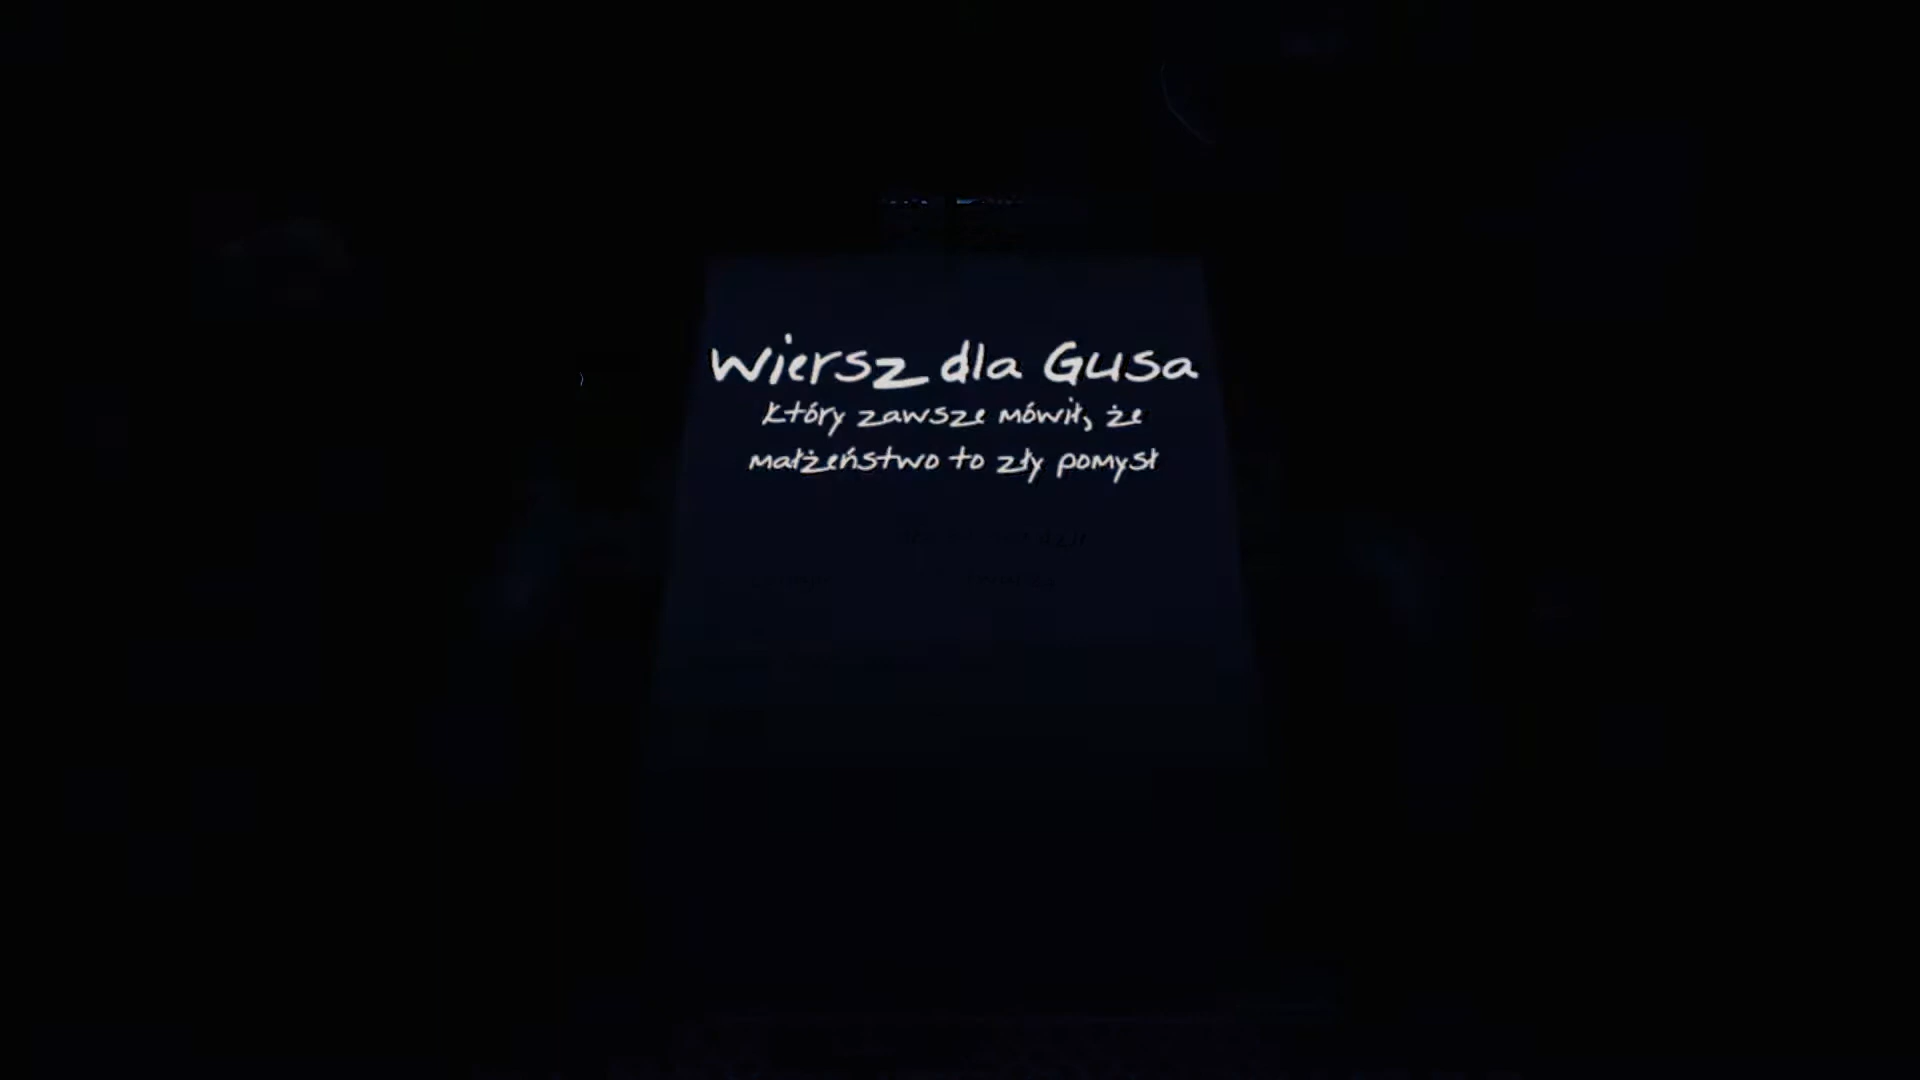 Wiersz dla Gusa
który zawsze mówił, że
małżeństwo to zły pomysł